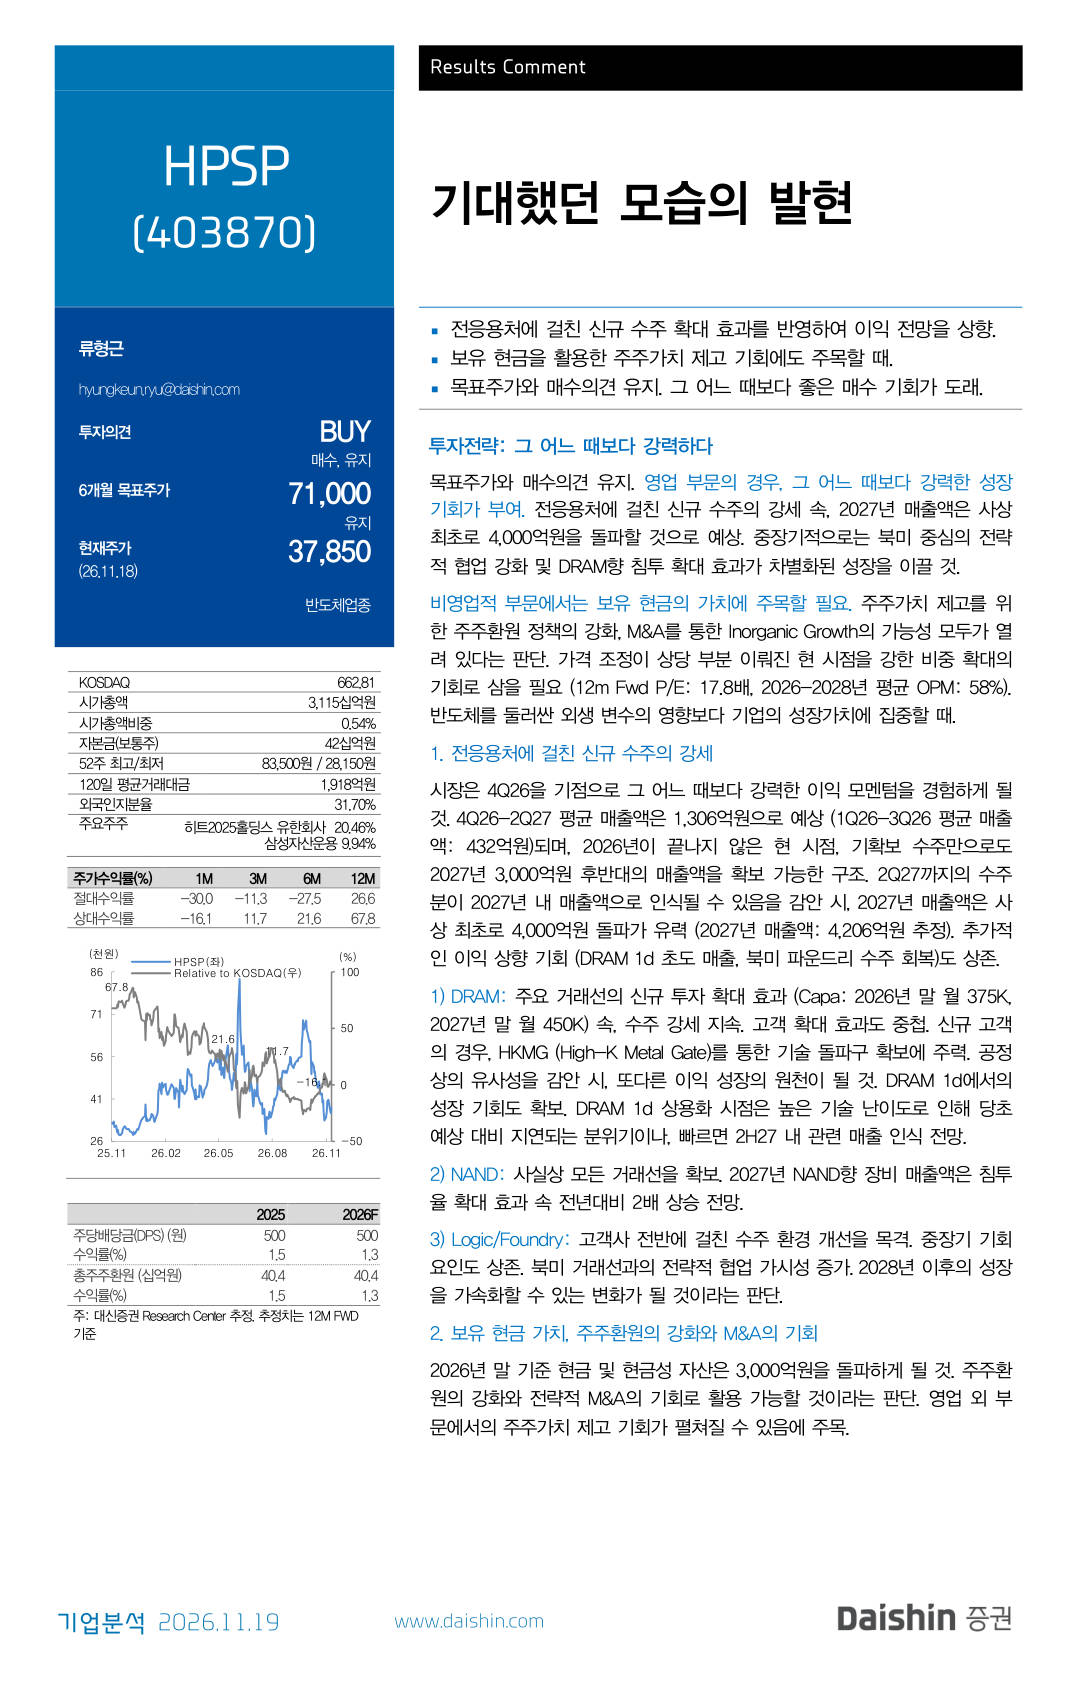 Results Comment
HPSP
(403870)
기대했던 모습의 발현
류형근
hyungkeun.ryu@daishin.com
투자의견
BUY
매수, 유지
6개월 목표주가
71,000
유지
현재주가
37,850
(26.11.18)
반도체업종
KOSDAQ 662.81
시가총액 3,115십억원
시가총액비중 0.54%
자본금(보통주) 42십억원
52주 최고/최저 83,500원 / 28,150원
120일 평균거래대금 1,918억원
외국인지분율 31.70%
주요주주 히트2025홀딩스 유한회사 20.46%
삼성자산운용 9.94%
주가수익률(%) 1M 3M 6M 12M
절대수익률 -30.0 -11.3 -27.5 26.6
상대수익률 -16.1 11.7 21.6 67.8
(천원) (%)
HPSP(좌)
Relative to KOSDAQ(우)
86 100
67.8
71
50
21.6
11.7
56
-16.1
0
41
26 -50
25.11 26.02 26.05 26.08 26.11
2025 2026F
주당배당금(DPS) (원) 500 500
수익률(%) 1.5 1.3
총주주환원 (십억원) 40.4 40.4
수익률(%) 1.5 1.3
주: 대신증권 Research Center 추정. 추정치는 12M FWD
기준
▪ 전응용처에 걸친 신규 수주 확대 효과를 반영하여 이익 전망을 상향.
▪ 보유 현금을 활용한 주주가치 제고 기회에도 주목할 때.
▪ 목표주가와 매수의견 유지. 그 어느 때보다 좋은 매수 기회가 도래.
투자전략: 그 어느 때보다 강력하다
목표주가와 매수의견 유지. 영업 부문의 경우, 그 어느 때보다 강력한 성장
기회가 부여. 전응용처에 걸친 신규 수주의 강세 속, 2027년 매출액은 사상
최초로 4,000억원을 돌파할 것으로 예상. 중장기적으로는 북미 중심의 전략
적 협업 강화 및 DRAM향 침투 확대 효과가 차별화된 성장을 이끌 것.
비영업적 부문에서는 보유 현금의 가치에 주목할 필요. 주주가치 제고를 위
한 주주환원 정책의 강화, M&A를 통한 Inorganic Growth의 가능성 모두가 열
려 있다는 판단. 가격 조정이 상당 부분 이뤄진 현 시점을 강한 비중 확대의
기회로 삼을 필요 (12m Fwd P/E: 17.8배, 2026-2028년 평균 OPM: 58%).
반도체를 둘러싼 외생 변수의 영향보다 기업의 성장가치에 집중할 때.
1. 전응용처에 걸친 신규 수주의 강세
시장은 4Q26을 기점으로 그 어느 때보다 강력한 이익 모멘텀을 경험하게 될
것. 4Q26-2Q27 평균 매출액은 1,306억원으로 예상 (1Q26-3Q26 평균 매출
액: 432억원)되며, 2026년이 끝나지 않은 현 시점, 기확보 수주만으로도
2027년 3,000억원 후반대의 매출액을 확보 가능한 구조. 2Q27까지의 수주
분이 2027년 내 매출액으로 인식될 수 있음을 감안 시, 2027년 매출액은 사
상 최초로 4,000억원 돌파가 유력 (2027년 매출액: 4,206억원 추정). 추가적
인 이익 상향 기회 (DRAM 1d 초도 매출, 북미 파운드리 수주 회복)도 상존.
1) DRAM: 주요 거래선의 신규 투자 확대 효과 (Capa: 2026년 말 월 375K,
2027년 말 월 450K) 속, 수주 강세 지속. 고객 확대 효과도 중첩. 신규 고객
의 경우, HKMG (High-K Metal Gate)를 통한 기술 돌파구 확보에 주력. 공정
상의 유사성을 감안 시, 또다른 이익 성장의 원천이 될 것. DRAM 1d에서의
성장 기회도 확보. DRAM 1d 상용화 시점은 높은 기술 난이도로 인해 당초
예상 대비 지연되는 분위기이나, 빠르면 2H27 내 관련 매출 인식 전망.
2) NAND: 사실상 모든 거래선을 확보. 2027년 NAND향 장비 매출액은 침투
율 확대 효과 속 전년대비 2배 상승 전망.
3) Logic/Foundry: 고객사 전반에 걸친 수주 환경 개선을 목격. 중장기 기회
요인도 상존. 북미 거래선과의 전략적 협업 가시성 증가. 2028년 이후의 성장
을 가속화할 수 있는 변화가 될 것이라는 판단.
2. 보유 현금 가치, 주주환원의 강화와 M&A의 기회
2026년 말 기준 현금 및 현금성 자산은 3,000억원을 돌파하게 될 것. 주주환
원의 강화와 전략적 M&A의 기회로 활용 가능할 것이라는 판단. 영업 외 부
문에서의 주주가치 제고 기회가 펼쳐질 수 있음에 주목.
기업분석 2026.11.19
www.daishin.com
Daishin 증권